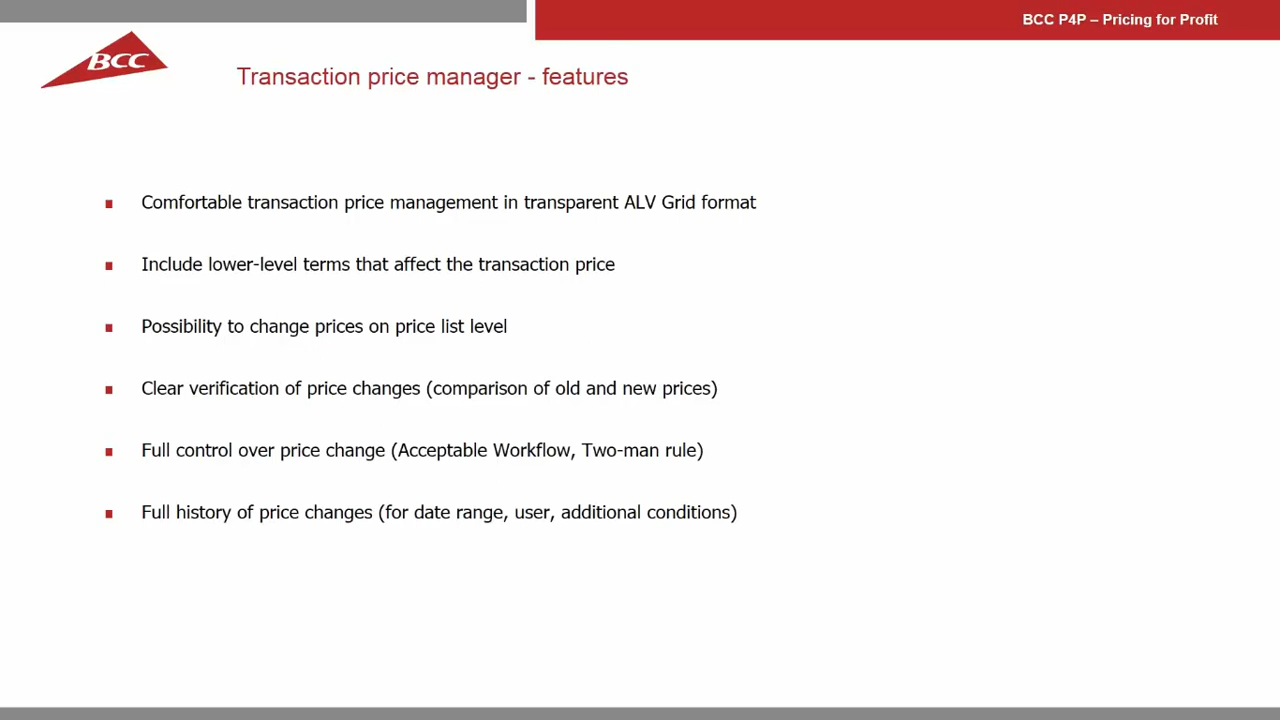 BCC P4P – Pricing for Profit
BCC
Transaction price manager - features
Comfortable transaction price management in transparent ALV Grid format
Include lower-level terms that affect the transaction price
Possibility to change prices on price list level
Clear verification of price changes (comparison of old and new prices)
Full control over price change (Acceptable Workflow, Two-man rule)
Full history of price changes (for date range, user, additional conditions)